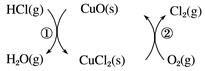 HCl(g) CuO(s) Cl₂(g)
① ②
H₂O(g) CuCl₂(s) O₂(g)